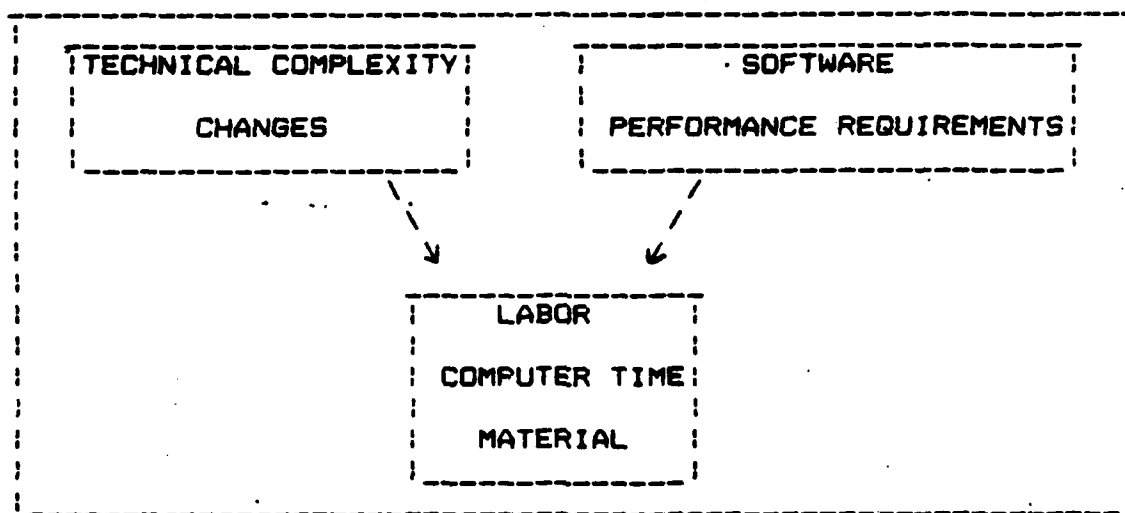 TECHNICAL COMPLEXITY
CHANGES
SOFTWARE
PERFORMANCE REQUIREMENTS
LABOR
COMPUTER TIME
MATERIAL